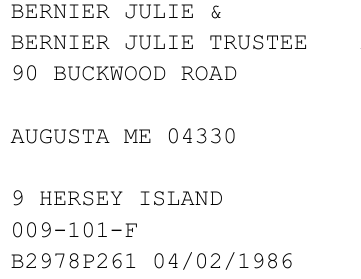 BERNIER JULIE &
BERNIER JULIE TRUSTEE
90 BUCKWOOD ROAD
AUGUSTA ME 04330
9 HERSEY ISLAND
009-101-F
B2978P261 04/02/1986